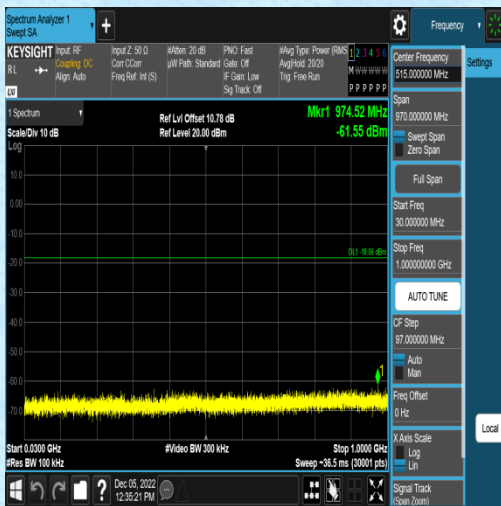 Spectrum Analyzer 1
Swept SA
Frequency
KEYSIGHT
RL
Input: RF
Coupling: DC
Align: Auto
Input Z: 50 Ω
Corr CCorr
Freq Ref: Int (S)
#Atten: 20 dB
µW Path: Standard
PNO: Fast
Gate: Off
IF Gain: Low
Sig Track: Off
#Avg Type: Power (RMS
Avg|Hold: 20/20
Trig: Free Run
1 2 3 4 5 6
M W W W W W
P P P P P P
LXI
1 Spectrum
Scale/Div 10 dB
Ref Lvl Offset 10.78 dB
Ref Level 20.00 dBm
Mkr1 974.52 MHz
-61.55 dBm
Log
10.0
0.00
-10.0
-20.0
-30.0
-40.0
-50.0
-60.0
-70.0
1
Start 0.0300 GHz
#Res BW 100 kHz
#Video BW 300 kHz
Stop 1.0000 GHz
Sweep ~36.5 ms (30001 pts)
Dec 05, 2022
12:35:21 PM
?
Settings
Center Frequency
515.000000 MHz
Span
970.000000 MHz
Swept Span
Zero Span
Full Span
Start Freq
30.000000 MHz
Stop Freq
1.000000000 GHz
AUTO TUNE
CF Step
97.000000 MHz
Auto
Man
Freq Offset
0 Hz
X Axis Scale
Log
Lin
Signal Track
(Span Zoom)
Local